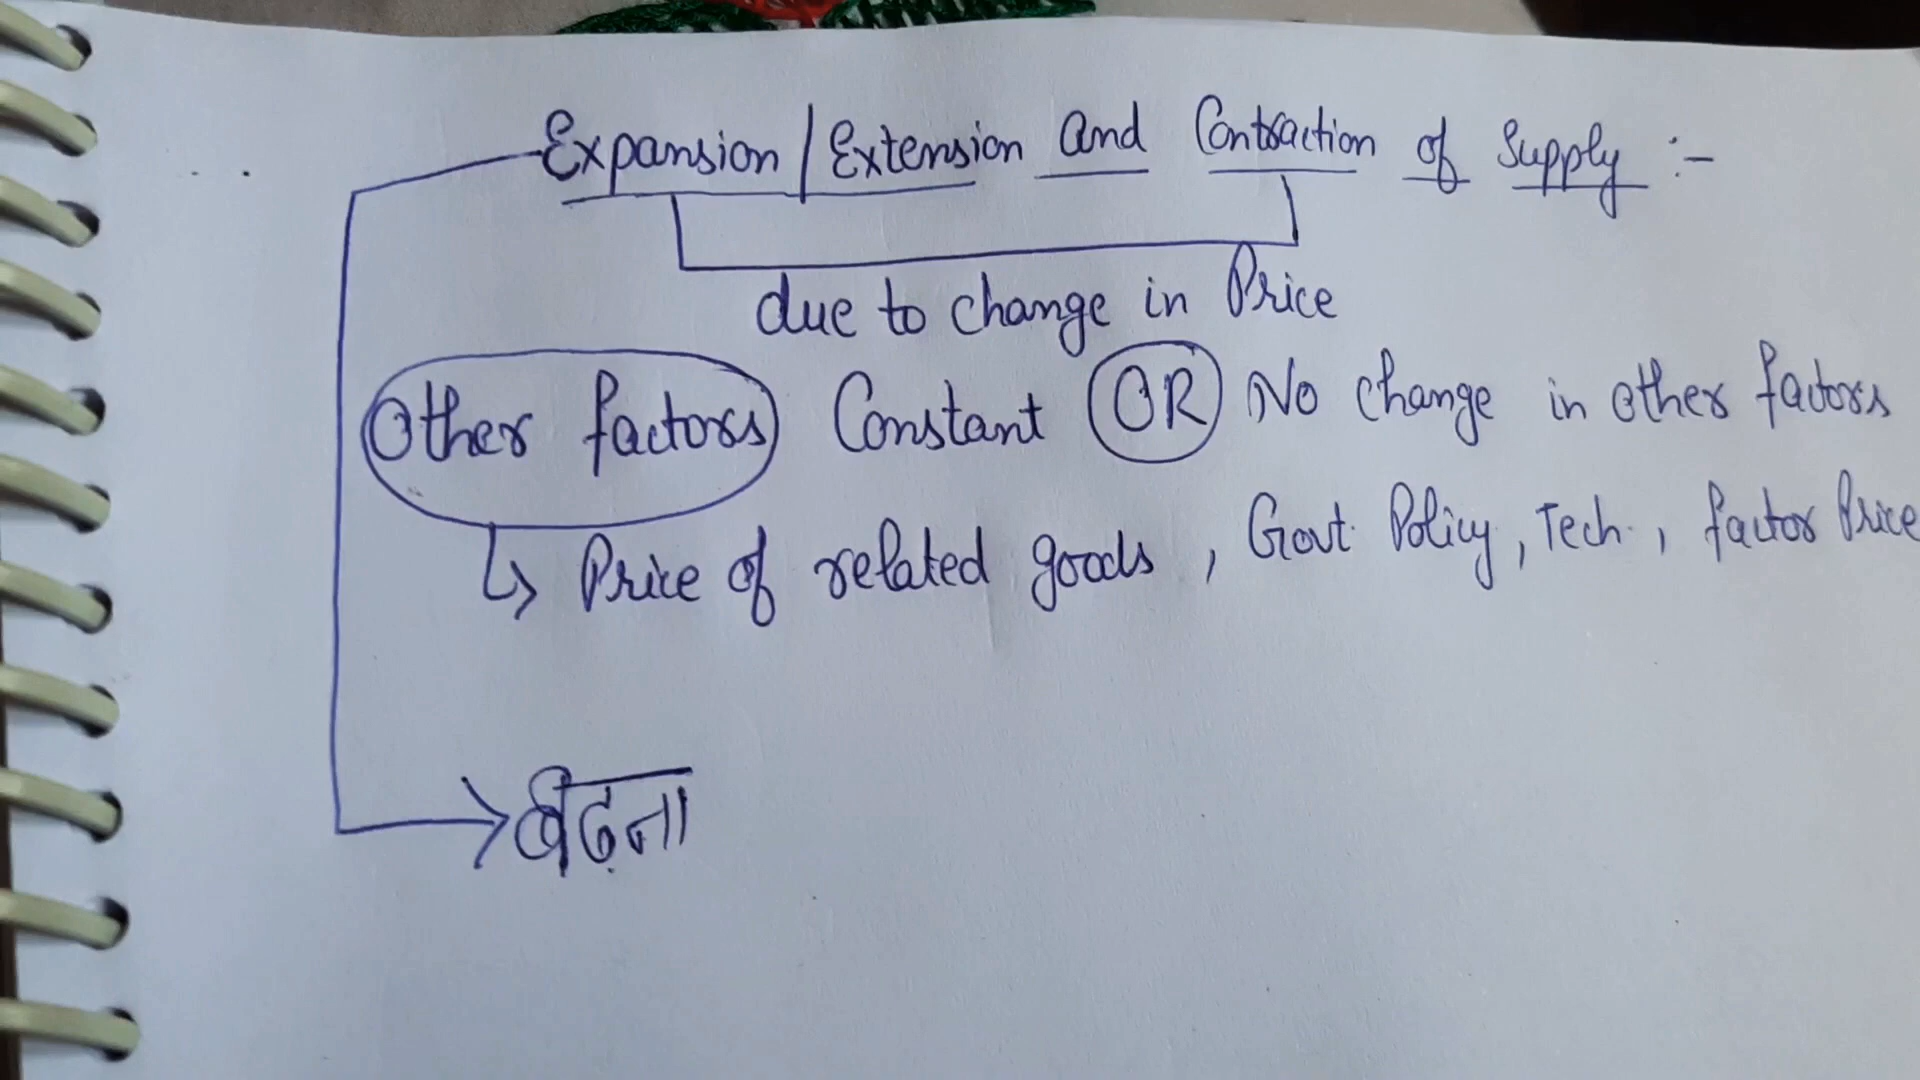 Expansion / Extension and Contraction of Supply :-
due to change in Price
Other factors Constant OR No change in other factors
↳ Price of related goods , Govt. Policy , Tech. , factor Price
→ बढ़ना